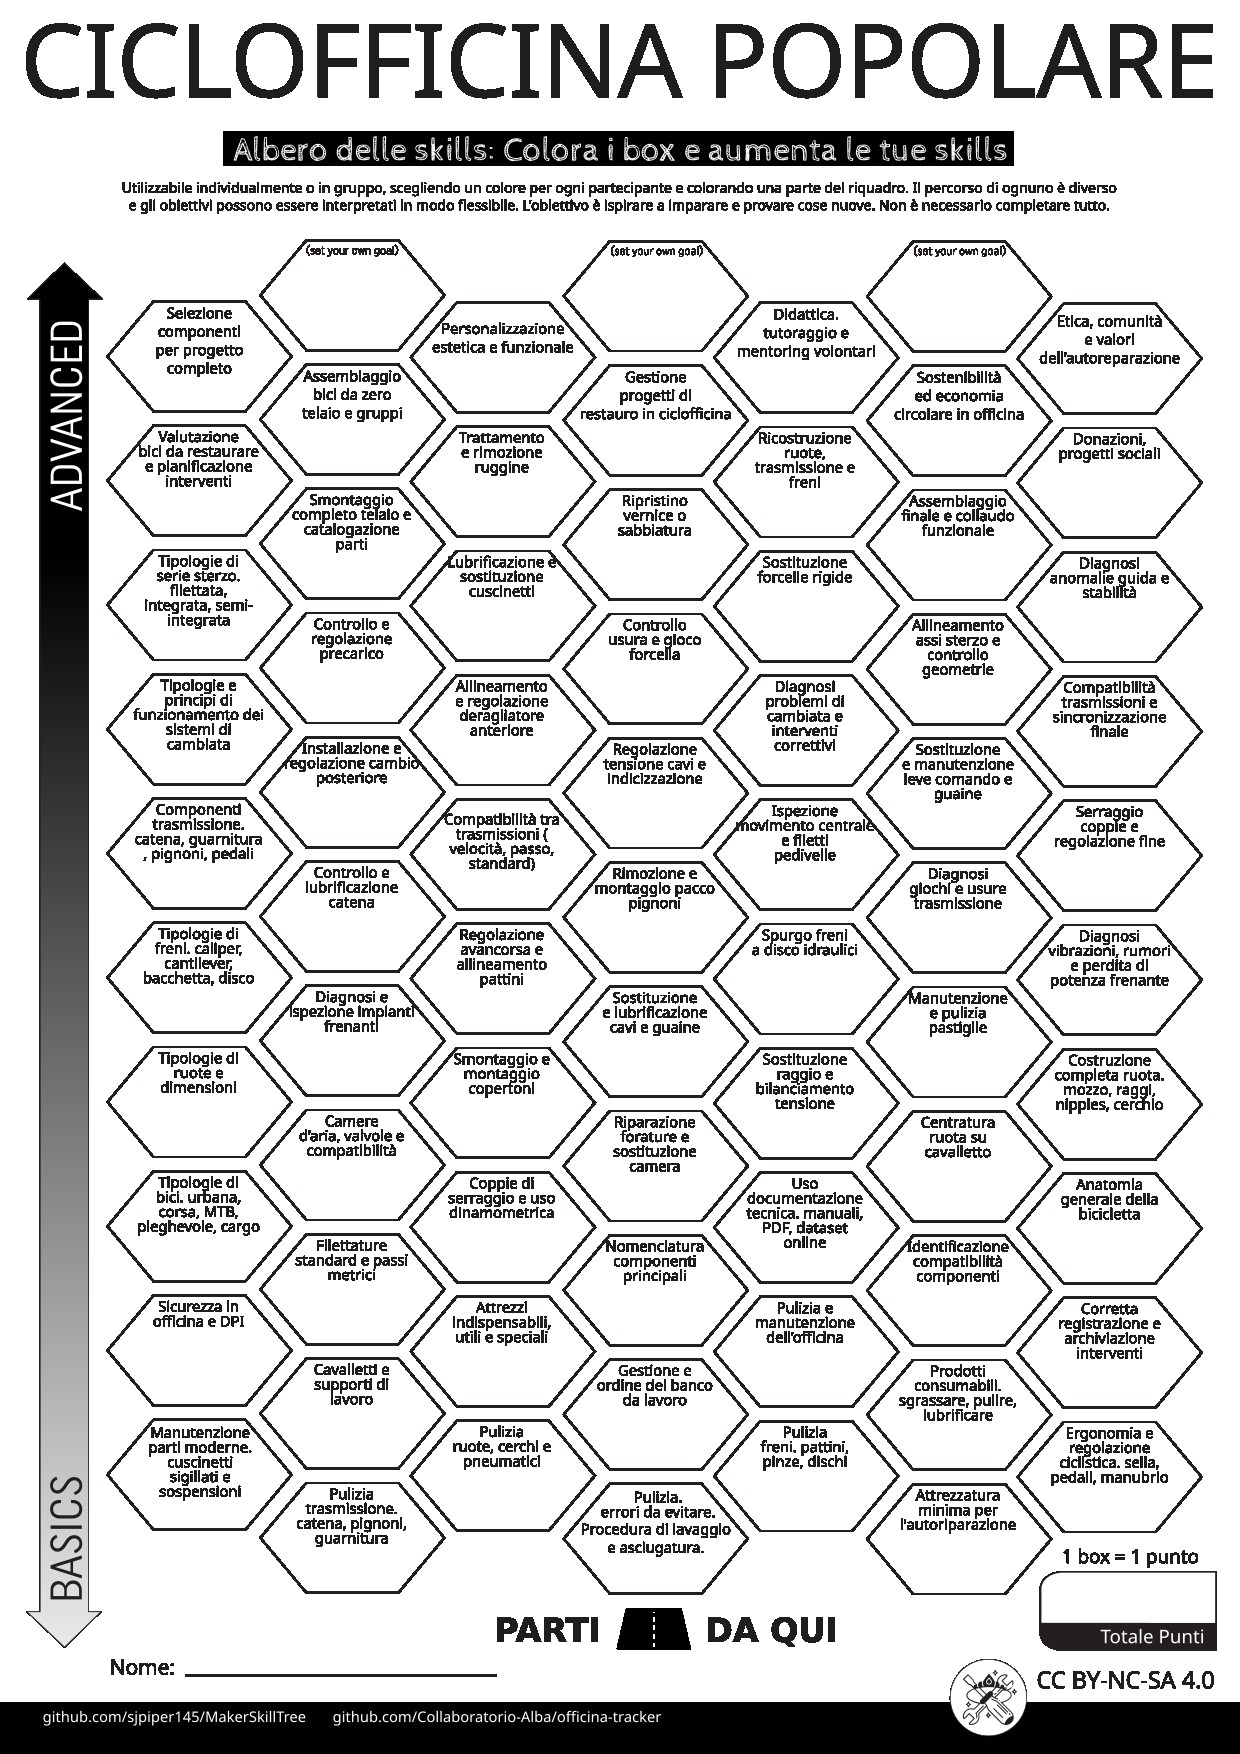 CICLOFFICINA POPOLARE
Albero delle skills: Colora i box e aumenta le tue skills
Utilizzabile individualmente o in gruppo, scegliendo un colore per ogni partecipante e colorando una parte del riquadro. Il percorso di ognuno è diverso
e gli obiettivi possono essere interpretati in modo flessibile. L'obiettivo è ispirare a imparare e provare cose nuove. Non è necessario completare tutto.
ADVANCED
(set your own goal)
(set your own goal)
(set your own goal)
Selezione
componenti
per progetto
completo
Personalizzazione
estetica e funzionale
Didattica.
tutoraggio e
mentoring volontari
Etica, comunità
e valori
dell'autoreparazione
Assemblaggio
bici da zero
telaio e gruppi
Gestione
progetti di
restauro in ciclofficina
Sostenibilità
ed economia
circolare in officina
Valutazione
bici da restaurare
e planificazione
interventi
Trattamento
e rimozione
ruggine
Ricostruzione
ruote,
trasmissione e
freni
Donazioni,
progetti sociali
Smontaggio
completo telaio e
catalogazione
parti
Ripristino
vernice o
sabbiatura
Assemblaggio
finale e collaudo
funzionale
Tipologie di
serie sterzo.
filettata,
integrata, semi-
integrata
Lubrificazione e
sostituzione
cuscinetti
Sostituzione
forcelle rigide
Diagnosi
anomalie guida e
stabilità
Controllo e
regolazione
precarico
Controllo
usura e gioco
forcella
Allineamento
assi sterzo e
controllo
geometrie
Tipologie e
principi di
funzionamento dei
sistemi di
cambiata
Allineamento
e regolazione
deragliatore
anteriore
Diagnosi
problemi di
cambiata e
interventi
correttivi
Compatibilità
trasmissioni e
sincronizzazione
finale
Installazione e
regolazione cambio
posteriore
Regolazione
tensione cavi e
indicizzazione
Sostituzione
e manutenzione
leve comando e
guaine
Componenti
trasmissione.
catena, guarnitura
, pignoni, pedali
Compatibilità tra
trasmissioni (
velocità, passo,
standard)
Ispezione
movimento centrale
e filetti
pedivelle
Serraggio
coppie e
regolazione fine
Controllo e
lubrificazione
catena
Rimozione e
montaggio pacco
pignoni
Diagnosi
giochi e usure
trasmissione
Tipologie di
freni. caliper,
cantilever,
bacchetta, disco
Regolazione
avancorsa e
allineamento
pattini
Spurgo freni
a disco idraulici
Diagnosi
vibrazioni, rumori
e perdita di
potenza frenante
Diagnosi e
ispezione impianti
frenanti
Sostituzione
e lubrificazione
cavi e guaine
Manutenzione
e pulizia
pastiglie
Tipologie di
ruote e
dimensioni
Smontaggio e
montaggio
copertoni
Sostituzione
raggio e
bilanciamento
tensione
Costruzione
completa ruota.
mozzo, raggi,
nipples, cerchio
Camere
d'aria, valvole e
compatibilità
Riparazione
forature e
sostituzione
camera
Centratura
ruota su
cavalletto
Tipologie di
bici. urbana,
corsa, MTB,
pieghevole, cargo
Coppie di
serraggio e uso
dinamometrica
Uso
documentazione
tecnica. manuali,
PDF, dataset
online
Anatomia
generale della
bicicletta
Filettature
standard e passi
metrici
Nomenclatura
componenti
principali
Identificazione
compatibilità
componenti
Sicurezza in
officina e DPI
Attrezzi
indispensabili,
utili e speciali
Pulizia e
manutenzione
dell'officina
Corretta
registrazione e
archiviazione
interventi
Cavalletti e
supporti di
lavoro
Gestione e
ordine del banco
da lavoro
Prodotti
consumabili.
sgrassare, pulire,
lubrificare
Manutenzione
parti moderne.
cuscinetti
sigillati e
sospensioni
Pulizia
ruote, cerchi e
pneumatici
Pulizia
freni. pattini,
pinze, dischi
Ergonomia e
regolazione
ciclistica. sella,
pedali, manubrio
Pulizia
trasmissione.
catena, pignoni,
guarnitura
Pulizia.
errori da evitare.
Procedura di lavaggio
e asciugatura.
Attrezzatura
minima per
l'autoriparazione
BASICS
1 box = 1 punto
Totale Punti
PARTI DA QUI
Nome:
CC BY-NC-SA 4.0
github.com/sjpiper145/MakerSkillTree github.com/Collaboratorio-Alba/officina-tracker